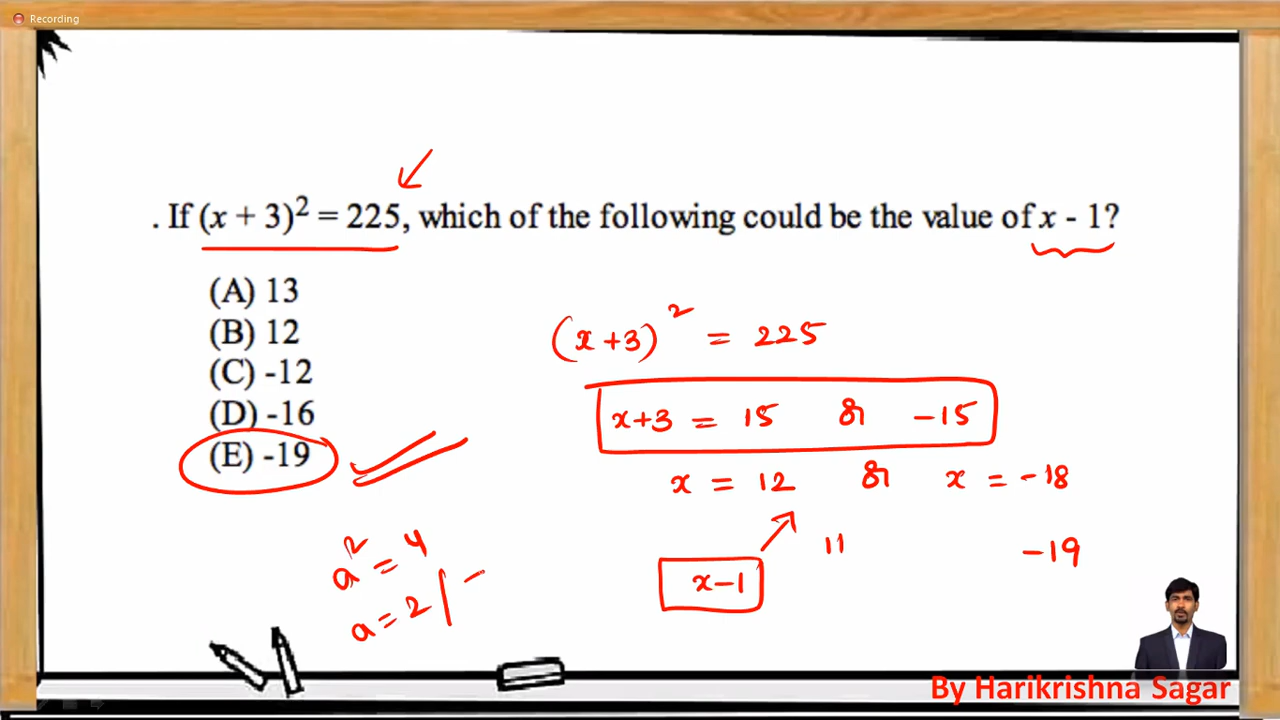 Recording
. If (x + 3)² = 225, which of the following could be the value of x - 1?
(A) 13
(B) 12
(C) -12
(D) -16
(E) -19
(x+3)² = 225
x+3 = 15 or -15
x = 12 or x = -18
11 -19
x-1
a² = 4
a = 2 | -
By Harikrishna Sagar